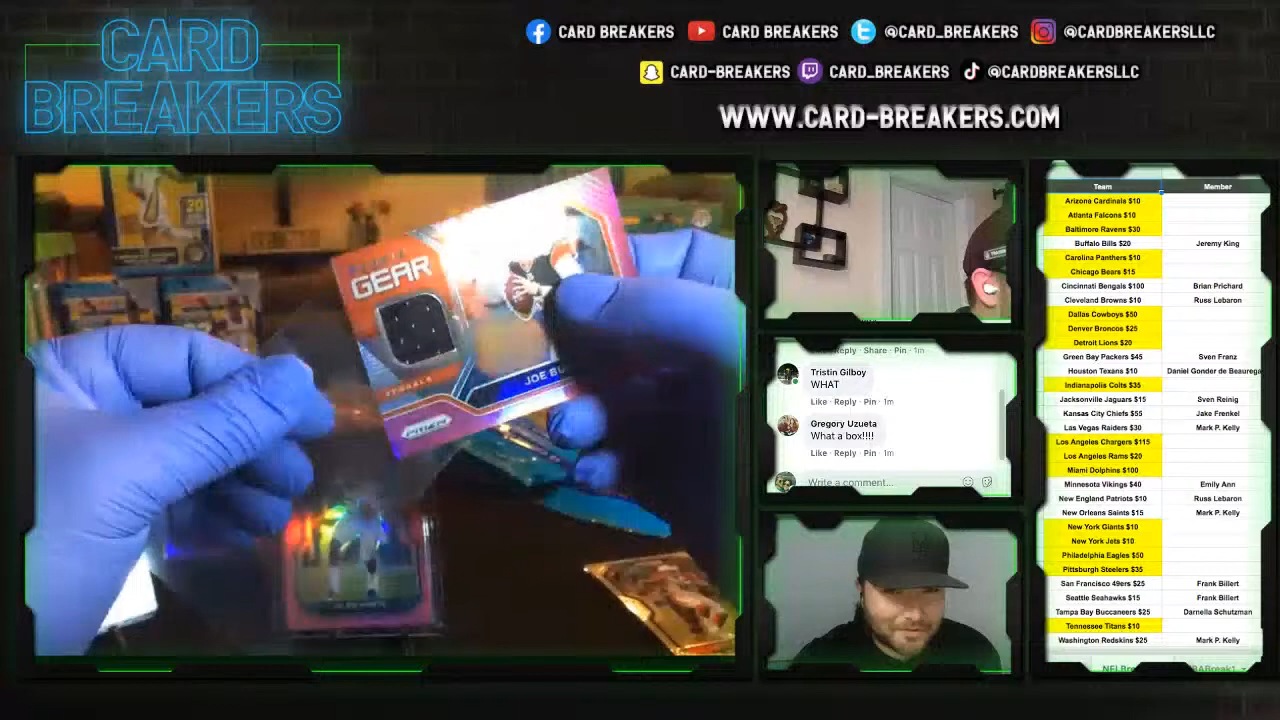 CARD
BREAKERS
CARD BREAKERS
CARD BREAKERS
@CARD_BREAKERS
@CARDBREAKERSLLC
CARD-BREAKERS
CARD_BREAKERS
@CARDBREAKERSLLC
WWW.CARD-BREAKERS.COM
20
GEAR
BENGALS
JOE BU
PRIZM
Reply · Share · Pin · 1m
Tristin Gilboy
WHAT
Like · Reply · Pin · 1m
Gregory Uzueta
What a box!!!!
Like · Reply · Pin · 1m
Write a comment...
Team Member
Arizona Cardinals $10
Atlanta Falcons $10
Baltimore Ravens $30
Buffalo Bills $20 Jeremy King
Carolina Panthers $10
Chicago Bears $15
Cincinnati Bengals $100 Brian Prichard
Cleveland Browns $10 Russ Lebaron
Dallas Cowboys $50
Denver Broncos $25
Detroit Lions $20
Green Bay Packers $45 Sven Franz
Houston Texans $10 Daniel Gonder de Beaurega
Indianapolis Colts $35
Jacksonville Jaguars $15 Sven Reinig
Kansas City Chiefs $55 Jake Frenkel
Las Vegas Raiders $30 Mark P. Kelly
Los Angeles Chargers $115
Los Angeles Rams $20
Miami Dolphins $100
Minnesota Vikings $40 Emily Ann
New England Patriots $10 Russ Lebaron
New Orleans Saints $15 Mark P. Kelly
New York Giants $10
New York Jets $10
Philadelphia Eagles $50
Pittsburgh Steelers $35
San Francisco 49ers $25 Frank Billert
Seattle Seahawks $15 Frank Billert
Tampa Bay Buccaneers $25 Darnella Schutzman
Tennessee Titans $10
Washington Redskins $25 Mark P. Kelly